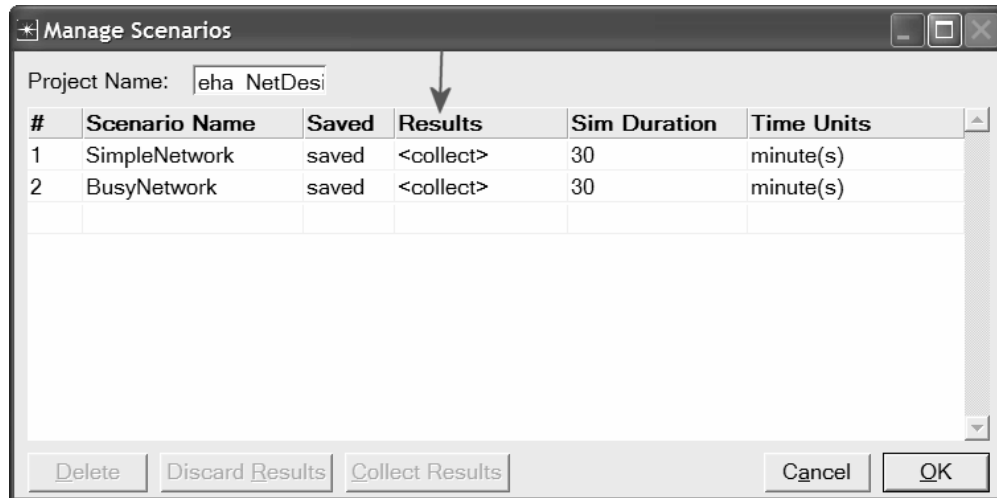 Manage Scenarios
Project Name: eha_NetDesi
# Scenario Name Saved Results Sim Duration Time Units
1 SimpleNetwork saved <collect> 30 minute(s)
2 BusyNetwork saved <collect> 30 minute(s)
Delete Discard Results Collect Results Cancel OK